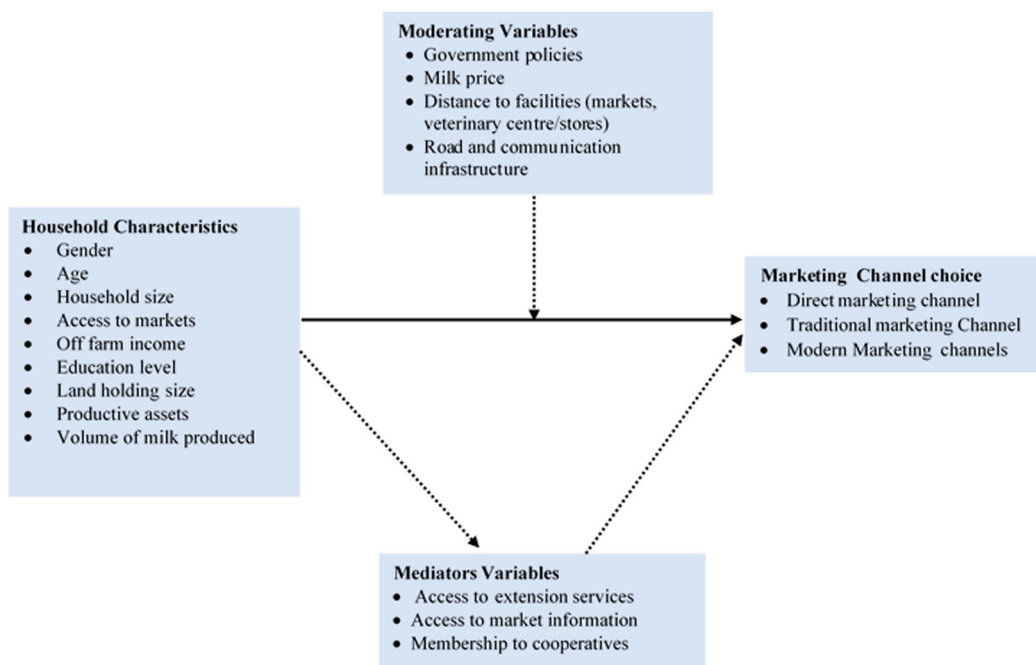 Moderating Variables
• Government policies
• Milk price
• Distance to facilities (markets,
veterinary centre/stores)
• Road and communication
infrastructure
Household Characteristics
• Gender
• Age
• Household size
• Access to markets
• Off farm income
• Education level
• Land holding size
• Productive assets
• Volume of milk produced
Marketing Channel choice
• Direct marketing channel
• Traditional marketing Channel
• Modern Marketing channels
Mediators Variables
• Access to extension services
• Access to market information
• Membership to cooperatives